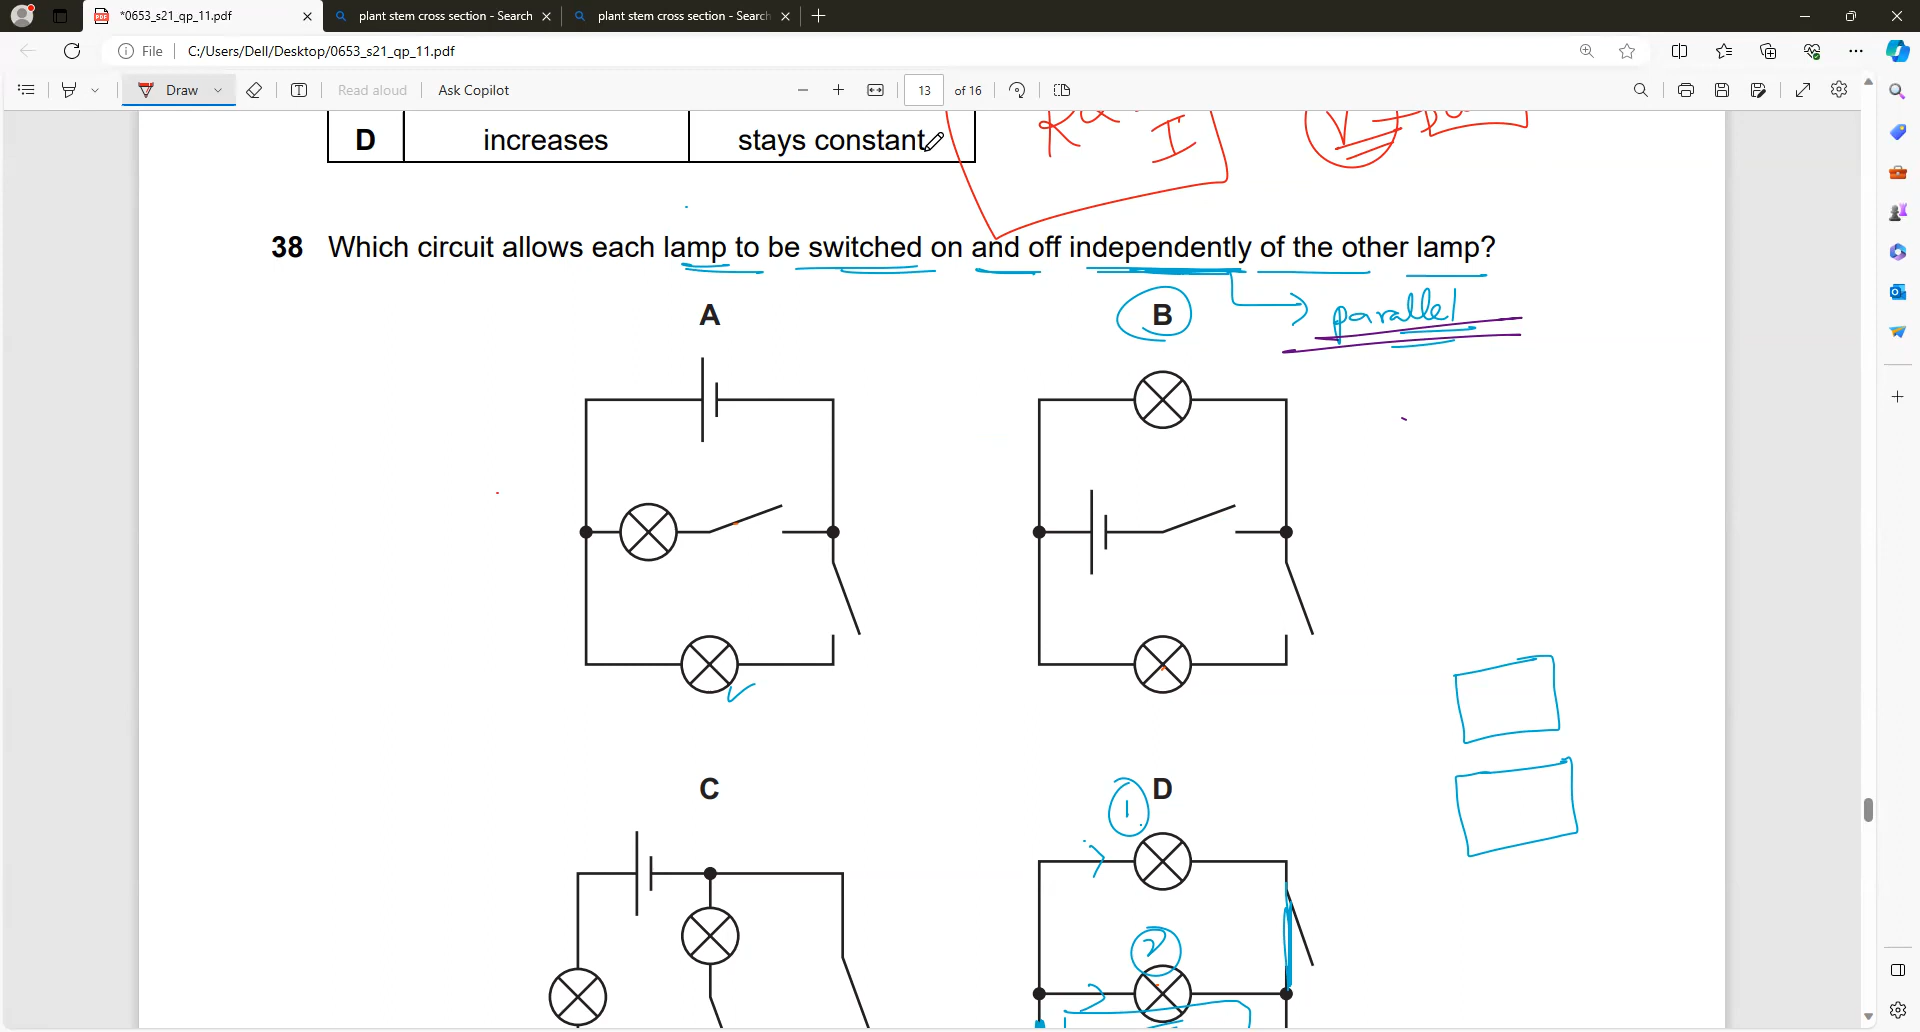 *0653_s21_qp_11.pdf
plant stem cross section - Search
plant stem cross section - Search
File
C:/Users/Dell/Desktop/0653_s21_qp_11.pdf
Draw
Read aloud
Ask Copilot
13
of 16
D increases stays constant
I
38 Which circuit allows each lamp to be switched on and off independently of the other lamp?
A B
parallel
C D
1
2